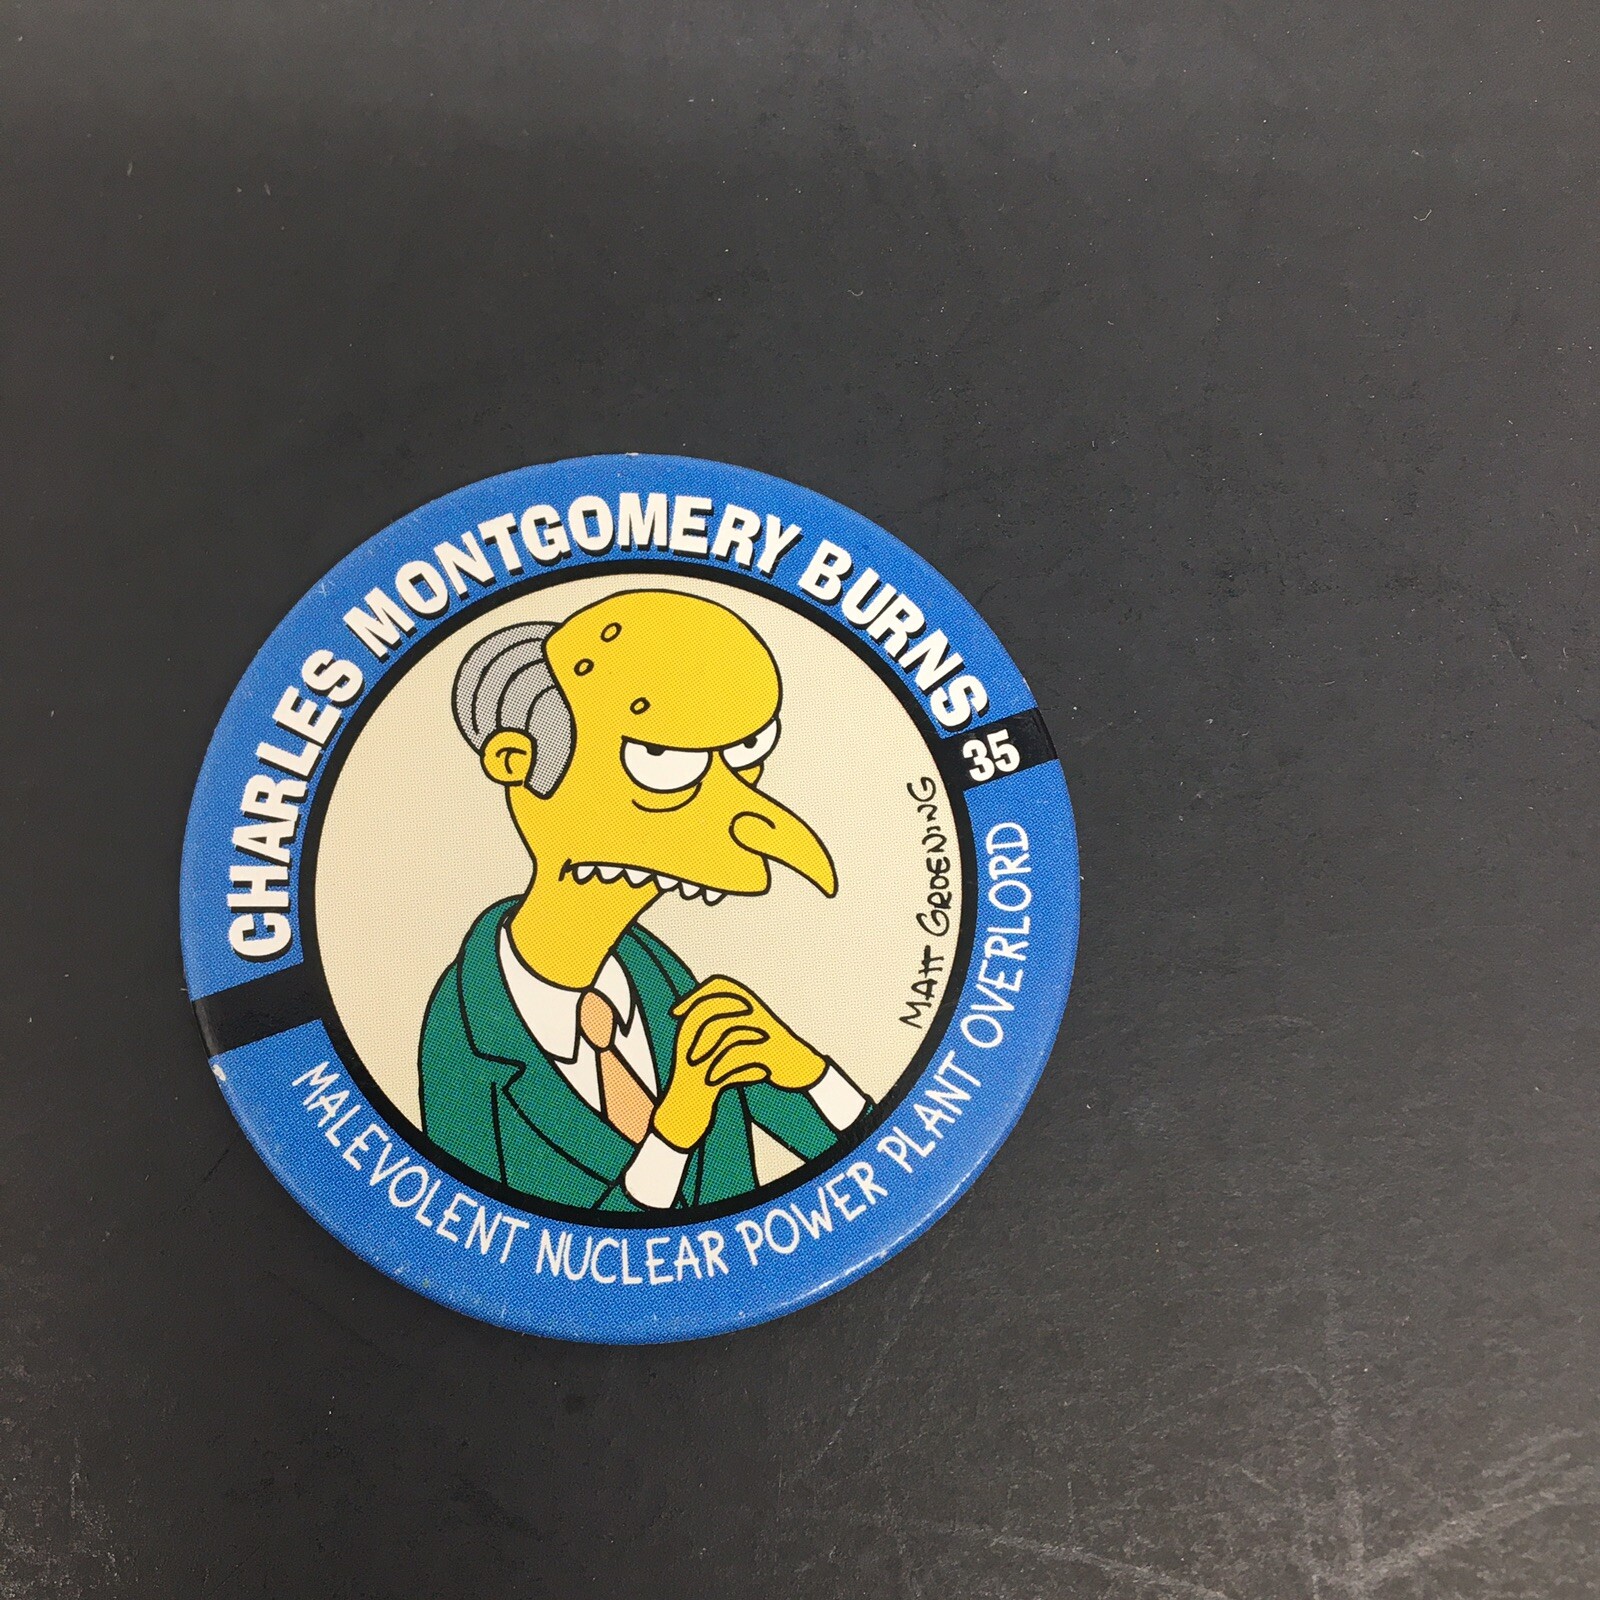 CHARLES MONTGOMERY BURNS
35
MATT GROENING
MALEVOLENT NUCLEAR POWER PLANT OVERLORD